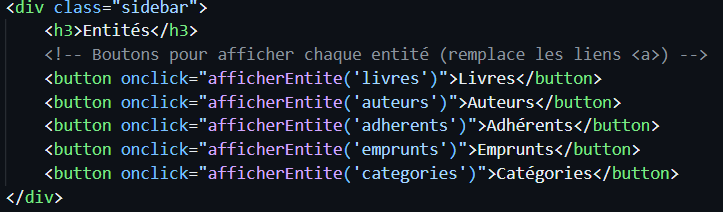 <div class="sidebar">
<h3>Entités</h3>
<!-- Boutons pour afficher chaque entité (remplace les liens <a>) -->
<button onclick="afficherEntite('livres')">Livres</button>
<button onclick="afficherEntite('auteurs')">Auteurs</button>
<button onclick="afficherEntite('adherents')">Adhérents</button>
<button onclick="afficherEntite('emprunts')">Emprunts</button>
<button onclick="afficherEntite('categories')">Catégories</button>
</div>